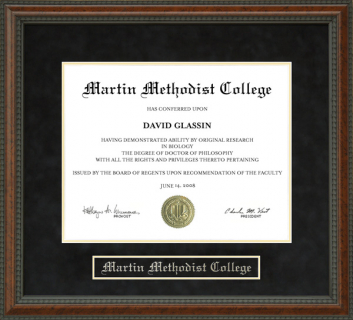 Martin Methodist College
HAS CONFERRED UPON
DAVID GLASSIN
HAVING DEMONSTRATED ABILITY BY ORIGINAL RESEARCH
IN BIOLOGY
THE DEGREE OF DOCTOR OF PHILOSOPHY
WITH ALL THE RIGHTS AND PRIVILEGES THERETO PERTAINING
ISSUED BY THE BOARD OF REGENTS UPON RECOMMENDATION OF THE FACULTY
JUNE 14, 2006
PROVOST
PRESIDENT
Martin Methodist College